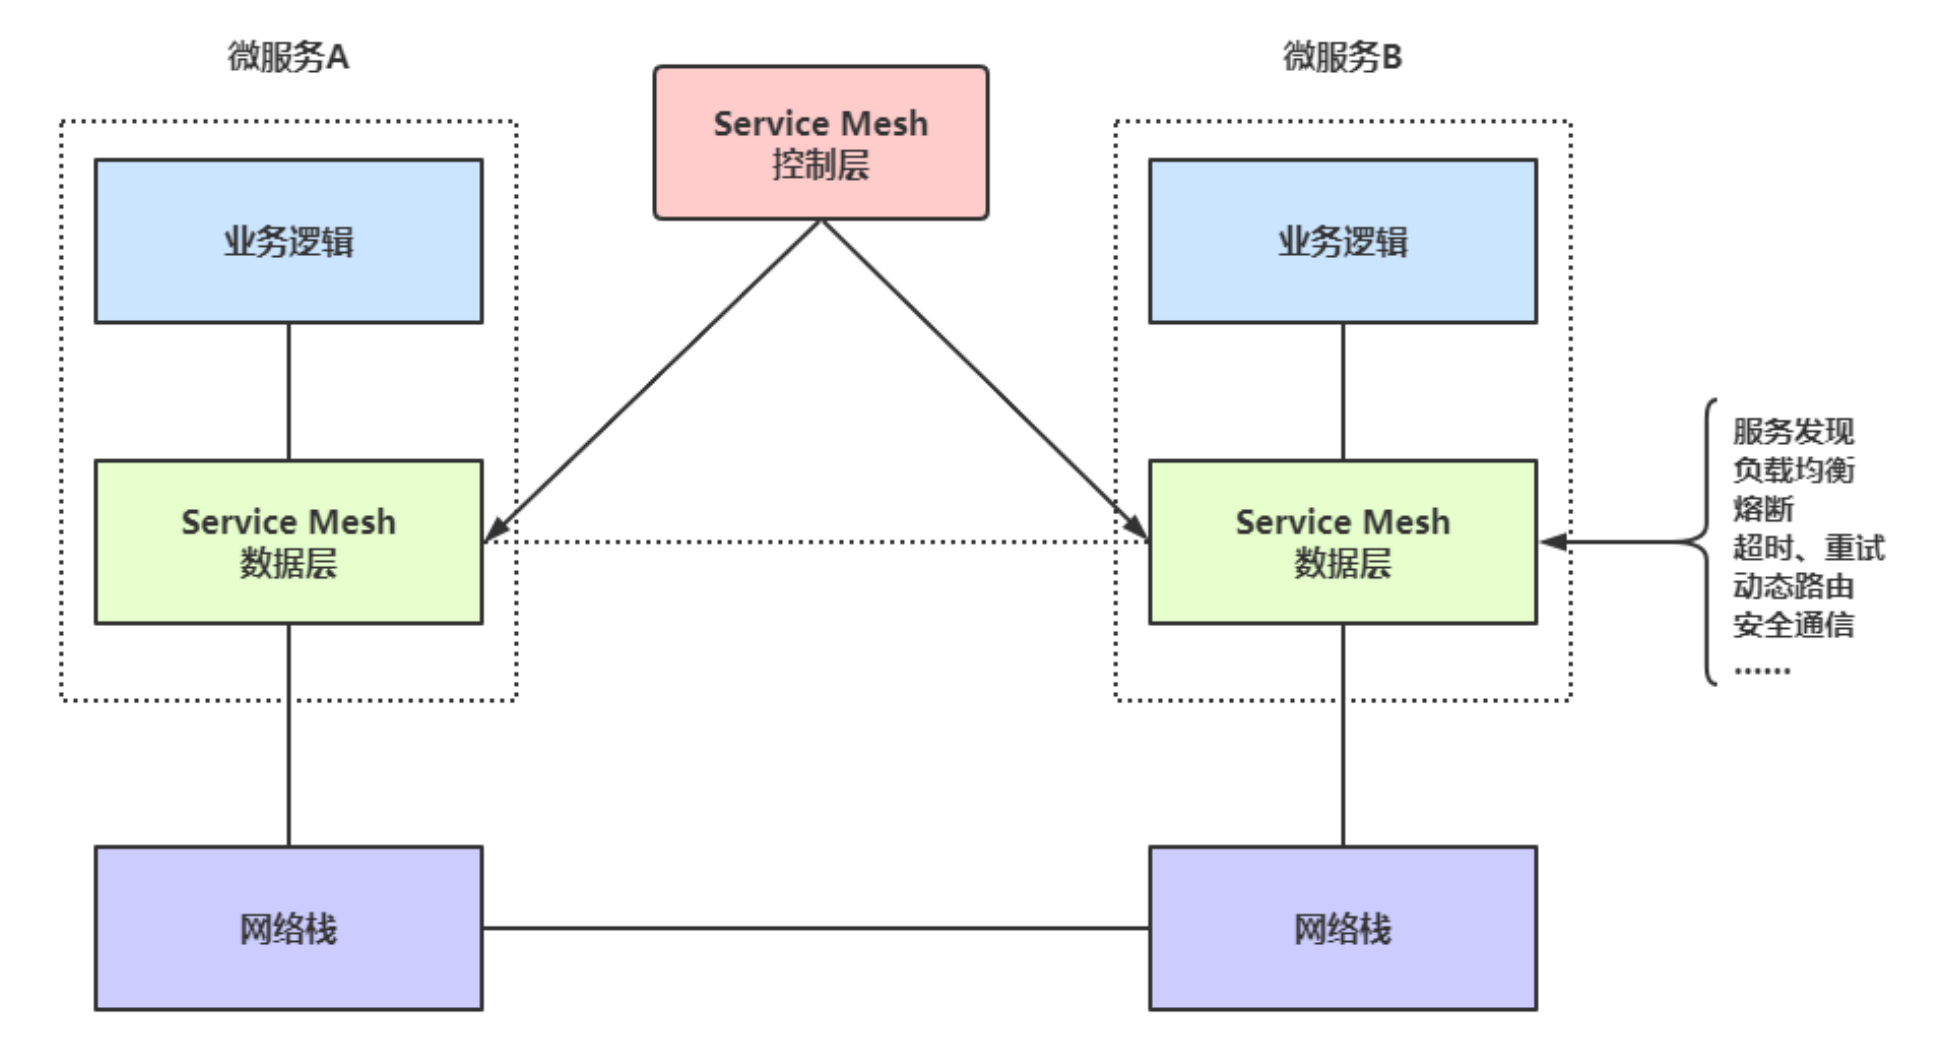 微服务A
微服务B
Service Mesh
控制层
业务逻辑
业务逻辑
Service Mesh
数据层
Service Mesh
数据层
服务发现
负载均衡
熔断
超时、重试
动态路由
安全通信
......
网络栈
网络栈